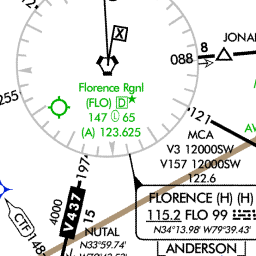 X
JONA
088 8
Florence Rgnl
(FLO) D★
147 Ⓛ 65
(A) 123.625
255
121
AV
MCA
V3 12000SW
V157 12000SW
122.6
FLORENCE (H) (H)
115.2 FLO 99
N34°13.98' W79°39.43'
ANDERSON
197
4000
V437
15
CTF 148
NUTAL
N33°59.74'